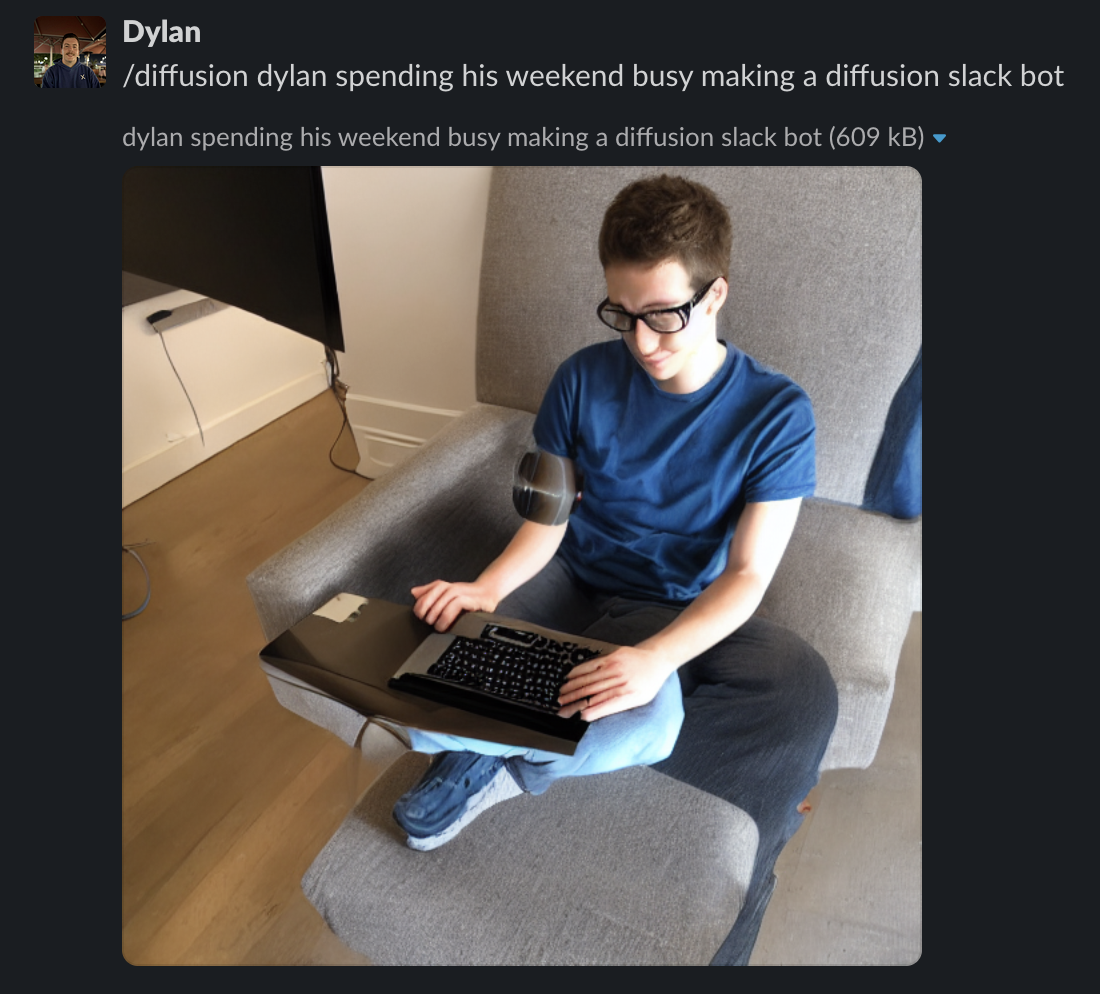 Dylan
/diffusion dylan spending his weekend busy making a diffusion slack bot
dylan spending his weekend busy making a diffusion slack bot (609 kB)